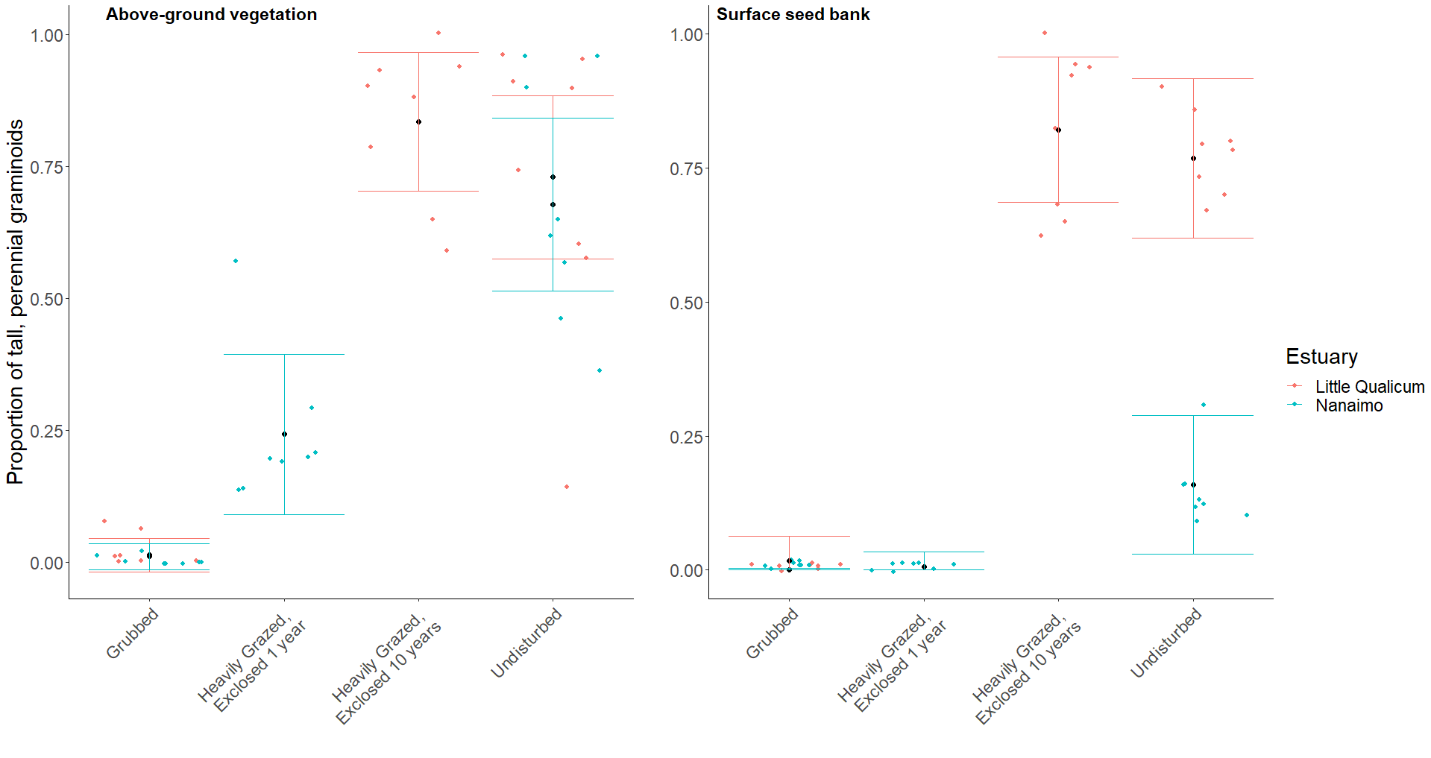 Above-ground vegetation
Surface seed bank
Proportion of tall, perennial graminoids
1.00
0.75
0.50
0.25
0.00
Grubbed
Heavily Grazed,
Exclosed 1 year
Heavily Grazed,
Exclosed 10 years
Undisturbed
1.00
0.75
0.50
0.25
0.00
Grubbed
Heavily Grazed,
Exclosed 1 year
Heavily Grazed,
Exclosed 10 years
Undisturbed
Estuary
Little Qualicum
Nanaimo